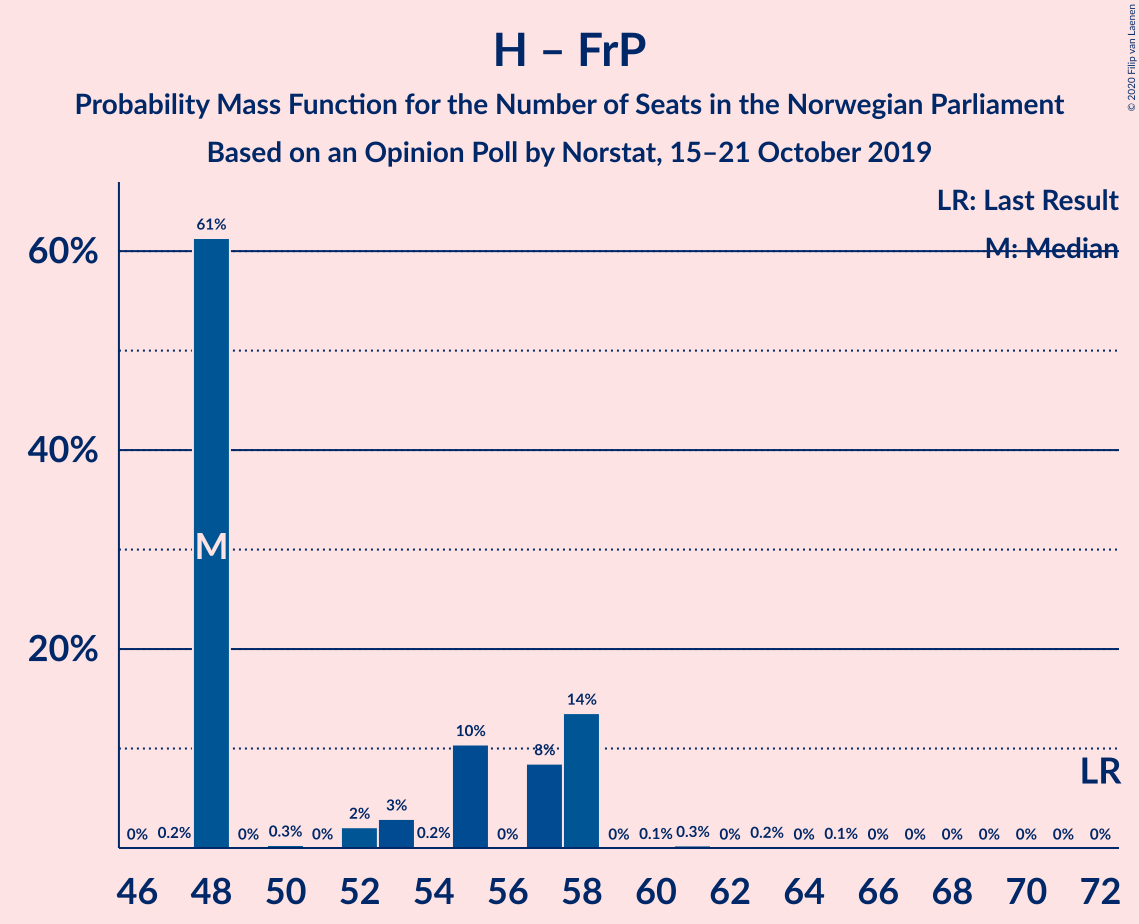 H – FrP
Probability Mass Function for the Number of Seats in the Norwegian Parliament
Based on an Opinion Poll by Norstat, 15–21 October 2019
© 2020 Filip van Laenen
LR: Last Result
M: Median
60%
40%
20%
61%
M
14%
10%
8%
LR
0% 0.2% 0% 0.3% 0% 2% 3% 0.2% 0% 0% 0.1% 0.3% 0% 0.2% 0% 0.1% 0% 0% 0% 0% 0% 0% 0%
46 48 50 52 54 56 58 60 62 64 66 68 70 72